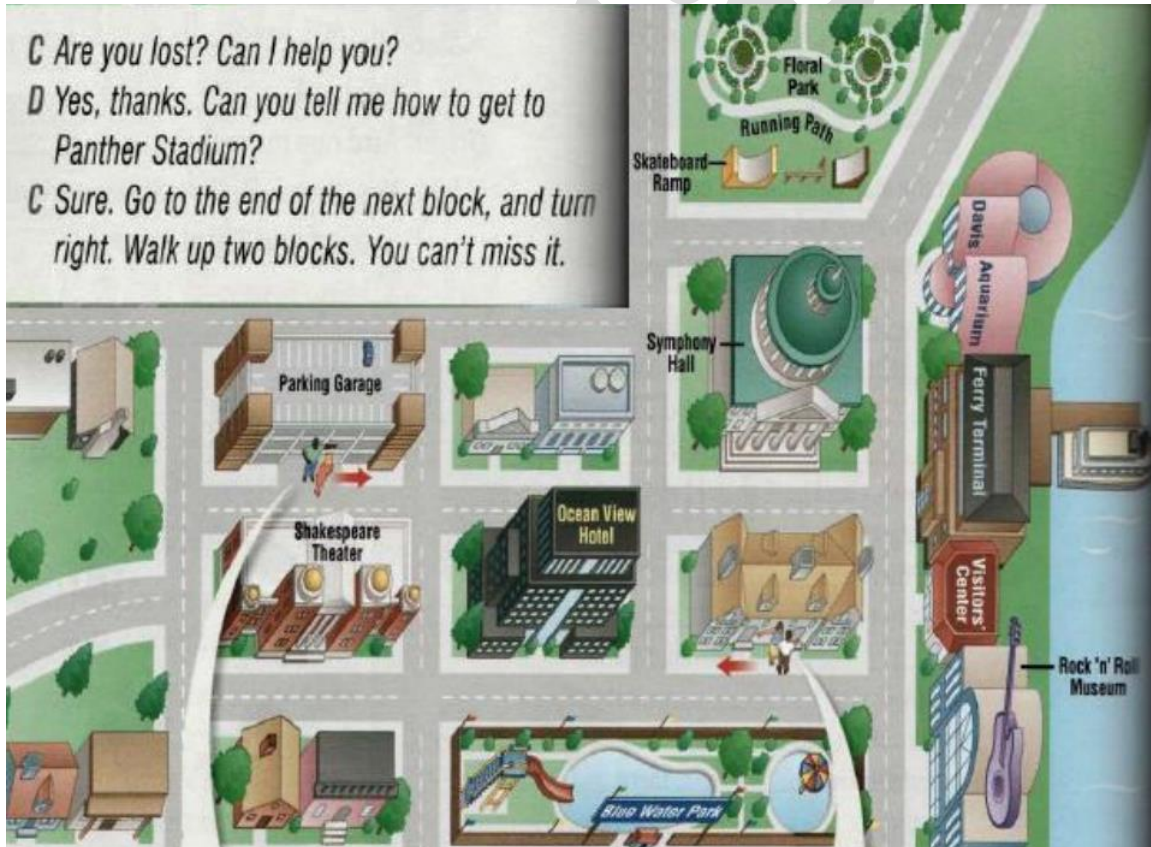 C Are you lost? Can I help you?
D Yes, thanks. Can you tell me how to get to
Panther Stadium?
C Sure. Go to the end of the next block, and turn
right. Walk up two blocks. You can't miss it.
Floral
Park
Running Path
Skateboard
Ramp
Davis Aquarium
Symphony
Hall
Parking Garage
Ferry Terminal
Ocean View
Hotel
Shakespeare
Theater
Visitors'
Center
Rock 'n' Roll
Museum
Blue Water Park